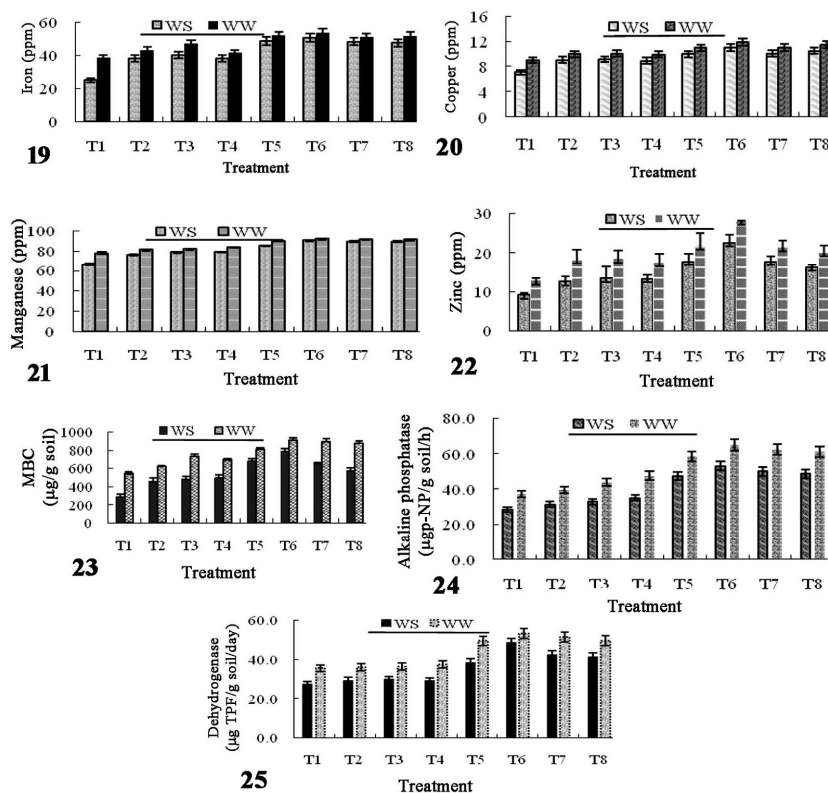 Iron (ppm)
60
40
20
0
WS WW
T1 T2 T3 T4 T5 T6 T7 T8
Treatment
19
Copper (ppm)
16
12
8
4
0
WS WW
T1 T2 T3 T4 T5 T6 T7 T8
Treatment
20
Manganese (ppm)
100
80
60
40
20
0
WS WW
T1 T2 T3 T4 T5 T6 T7 T8
Treatment
21
Zinc (ppm)
30
20
10
0
WS WW
T1 T2 T3 T4 T5 T6 T7 T8
Treatment
22
MBC
(µg/g soil)
1000
800
600
400
200
0
WS WW
T1 T2 T3 T4 T5 T6 T7 T8
Treatment
23
Alkaline phosphatase
(µgp-NP/g soil/h)
80.0
60.0
40.0
20.0
0.0
WS WW
T1 T2 T3 T4 T5 T6 T7 T8
Treatment
24
Dehydrogenase
(µg TPF/g soil/day)
60.0
40.0
20.0
0.0
WS WW
T1 T2 T3 T4 T5 T6 T7 T8
Treatment
25